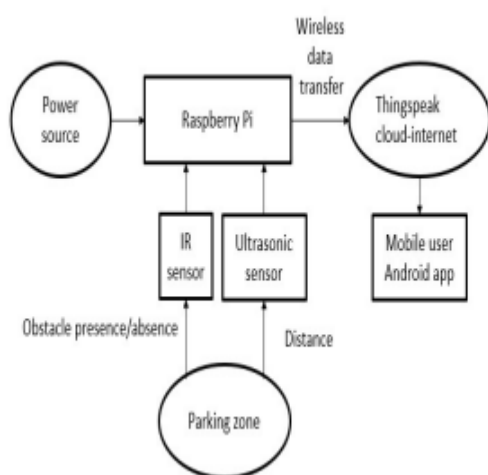 Wireless
data
transfer
Power
source
Raspberry Pi
Thingspeak
cloud-internet
IR
sensor
Ultrasonic
sensor
Mobile user
Android app
Obstacle presence/absence
Distance
Parking zone